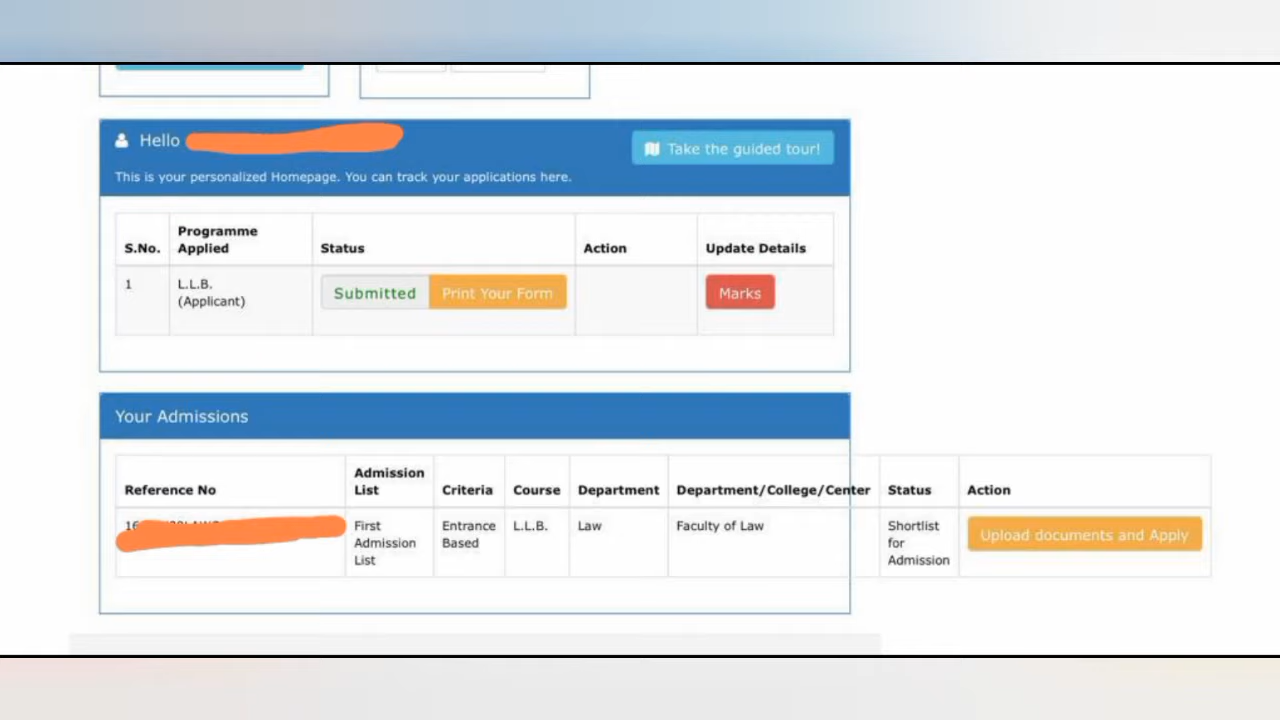 Hello
Take the guided tour!
This is your personalized Homepage. You can track your applications here.
S.No.
Programme
Applied
Status
Action
Update Details
1
L.L.B.
(Applicant)
Submitted
Print Your Form
Marks
Your Admissions
Reference No
Admission
List
Criteria
Course
Department
Department/College/Center
Status
Action
First
Admission
List
Entrance
Based
L.L.B.
Law
Faculty of Law
Shortlist
for
Admission
Upload documents and Apply